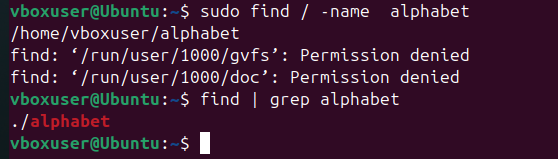 vboxuser@Ubuntu:~$ sudo find / -name  alphabet
/home/vboxuser/alphabet
find: ‘/run/user/1000/gvfs’: Permission denied
find: ‘/run/user/1000/doc’: Permission denied
vboxuser@Ubuntu:~$ find | grep alphabet
./alphabet
vboxuser@Ubuntu:~$